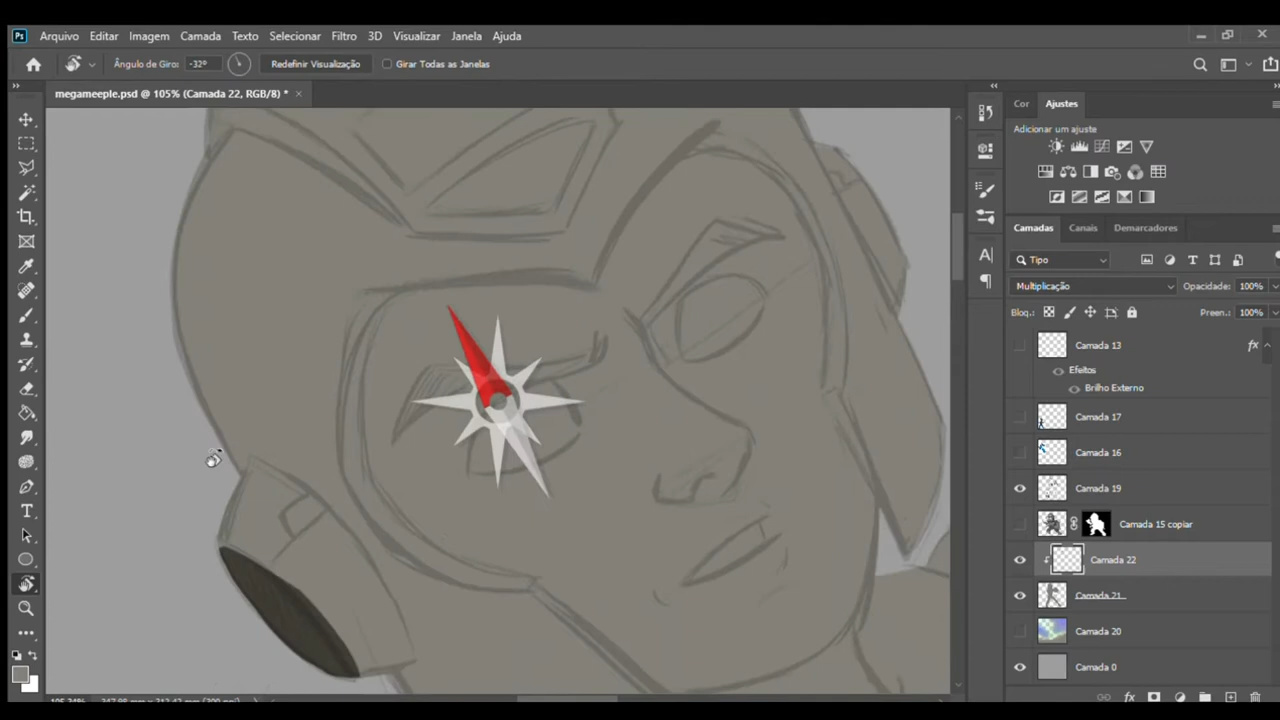 Ps Arquivo Editar Imagem Camada Texto Selecionar Filtro 3D Visualizar Janela Ajuda
Ângulo de Giro: -32° Redefinir Visualização Girar Todas as Janelas
megameeple.psd @ 105% (Camada 22, RGB/8) *
Cor Ajustes
Adicionar um ajuste
Camadas Canais Demarcadores
Tipo
Multiplicação Opacidade: 100%
Bloq.: Preen.: 100%
Camada 13 fx
Efeitos
Brilho Externo
Camada 17
Camada 16
Camada 19
Camada 15 copiar
Camada 22
Camada 21
Camada 20
Camada 0